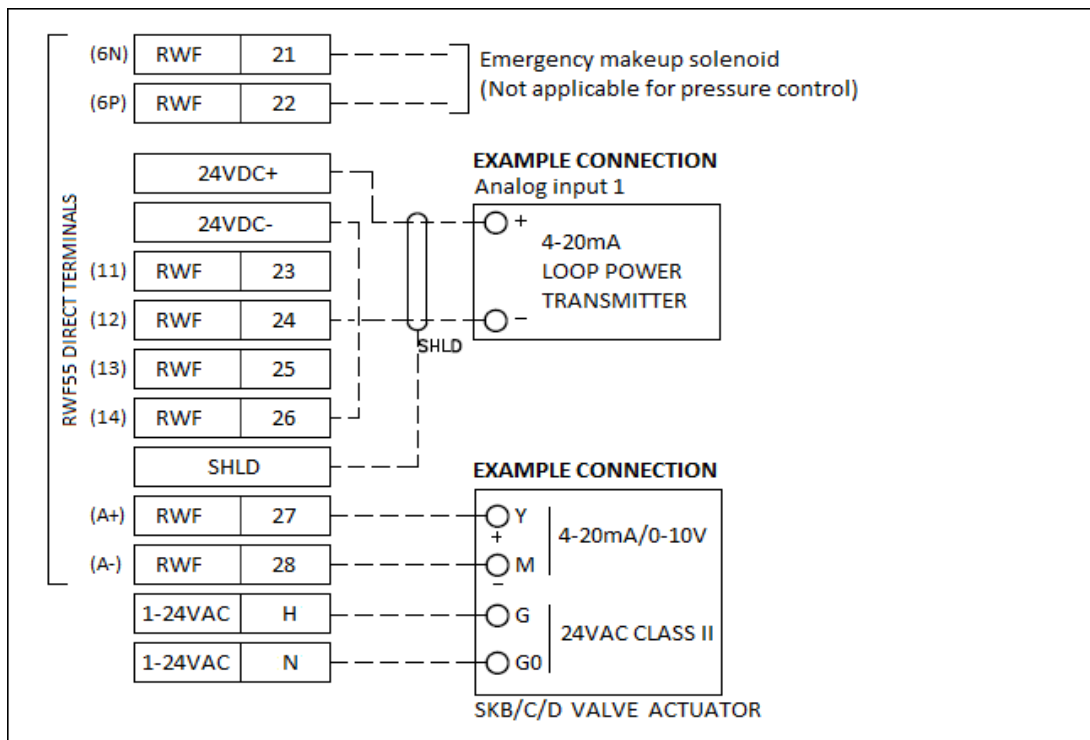 (6N) RWF 21
(6P) RWF 22
Emergency makeup solenoid
(Not applicable for pressure control)
RWF55 DIRECT TERMINALS
24VDC+
24VDC-
(11) RWF 23
(12) RWF 24
(13) RWF 25
(14) RWF 26
SHLD
(A+) RWF 27
(A-) RWF 28
1-24VAC H
1-24VAC N
EXAMPLE CONNECTION
Analog input 1
+
4-20mA
LOOP POWER
TRANSMITTER
−
SHLD
EXAMPLE CONNECTION
Y
+
4-20mA/0-10V
M
−
G
24VAC CLASS II
G0
SKB/C/D VALVE ACTUATOR